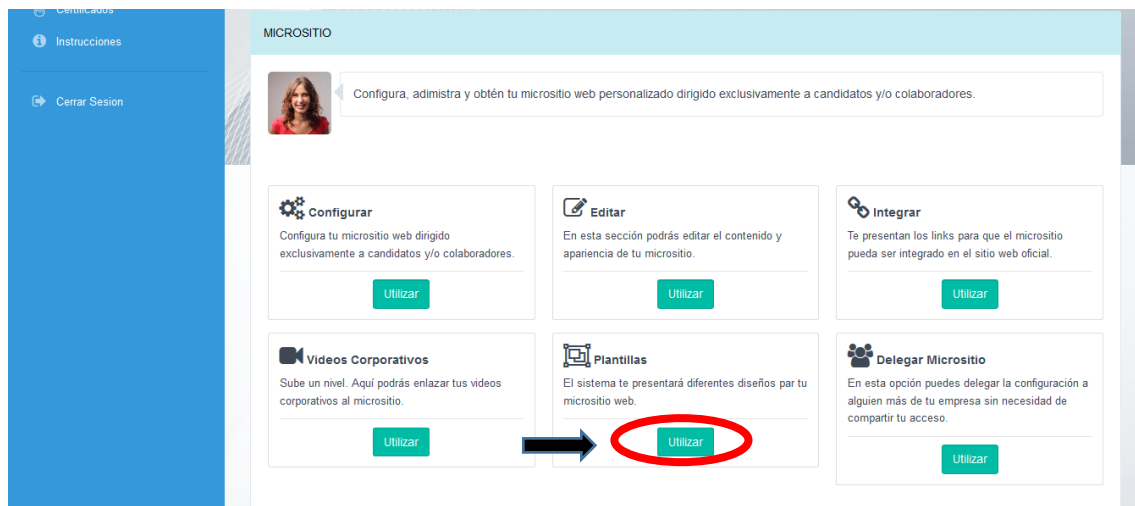 Certificados
Instrucciones
Cerrar Sesion
MICROSITIO
Configura, adimistra y obtén tu micrositio web personalizado dirigido exclusivamente a candidatos y/o colaboradores.
Configurar
Configura tu micrositio web dirigido
exclusivamente a candidatos y/o colaboradores.
Utilizar
Editar
En esta sección podrás editar el contenido y
apariencia de tu micrositio.
Utilizar
Integrar
Te presentan los links para que el micrositio
pueda ser integrado en el sitio web oficial.
Utilizar
Videos Corporativos
Sube un nivel. Aquí podrás enlazar tus videos
corporativos al micrositio.
Utilizar
Plantillas
El sistema te presentará diferentes diseños par tu
micrositio web.
Utilizar
Delegar Micrositio
En esta opción puedes delegar la configuración a
alguien más de tu empresa sin necesidad de
compartir tu acceso.
Utilizar